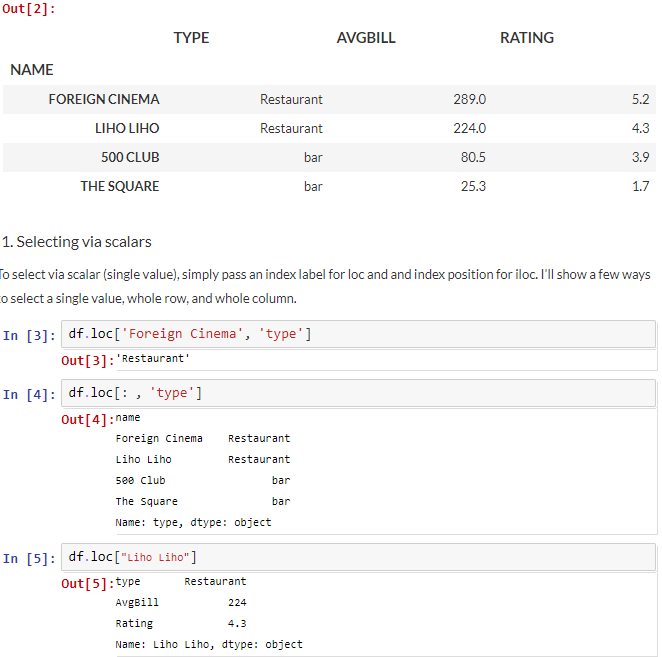 Out[2]:
TYPE AVGBILL RATING
NAME
FOREIGN CINEMA Restaurant 289.0 5.2
LIHO LIHO Restaurant 224.0 4.3
500 CLUB bar 80.5 3.9
THE SQUARE bar 25.3 1.7
1. Selecting via scalars
To select via scalar (single value), simply pass an index label for loc and and index position for iloc. I'll show a few ways
to select a single value, whole row, and whole column.
In [3]: df.loc['Foreign Cinema', 'type']
Out[3]:'Restaurant'
In [4]: df.loc[: , 'type']
Out[4]:name
Foreign Cinema Restaurant
Liho Liho Restaurant
500 Club bar
The Square bar
Name: type, dtype: object
In [5]: df.loc["Liho Liho"]
Out[5]:type Restaurant
AvgBill 224
Rating 4.3
Name: Liho Liho, dtype: object